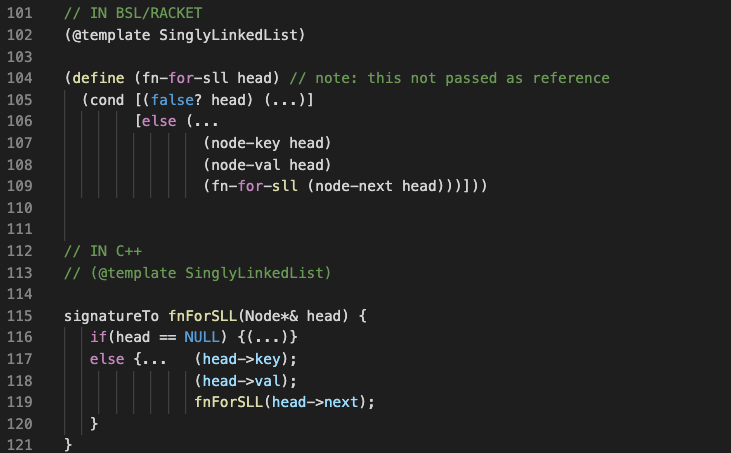 101 // IN BSL/RACKET
102 (@template SinglyLinkedList)
103
104 (define (fn-for-sll head) // note: this not passed as reference
105 (cond [(false? head) (...)]
106 [else (...
107 (node-key head)
108 (node-val head)
109 (fn-for-sll (node-next head)))]))
110
111
112 // IN C++
113 // (@template SinglyLinkedList)
114
115 signatureTo fnForSLL(Node*& head) {
116 if(head == NULL) {(...)}
117 else {... (head->key);
118 (head->val);
119 fnForSLL(head->next);
120 }
121 }